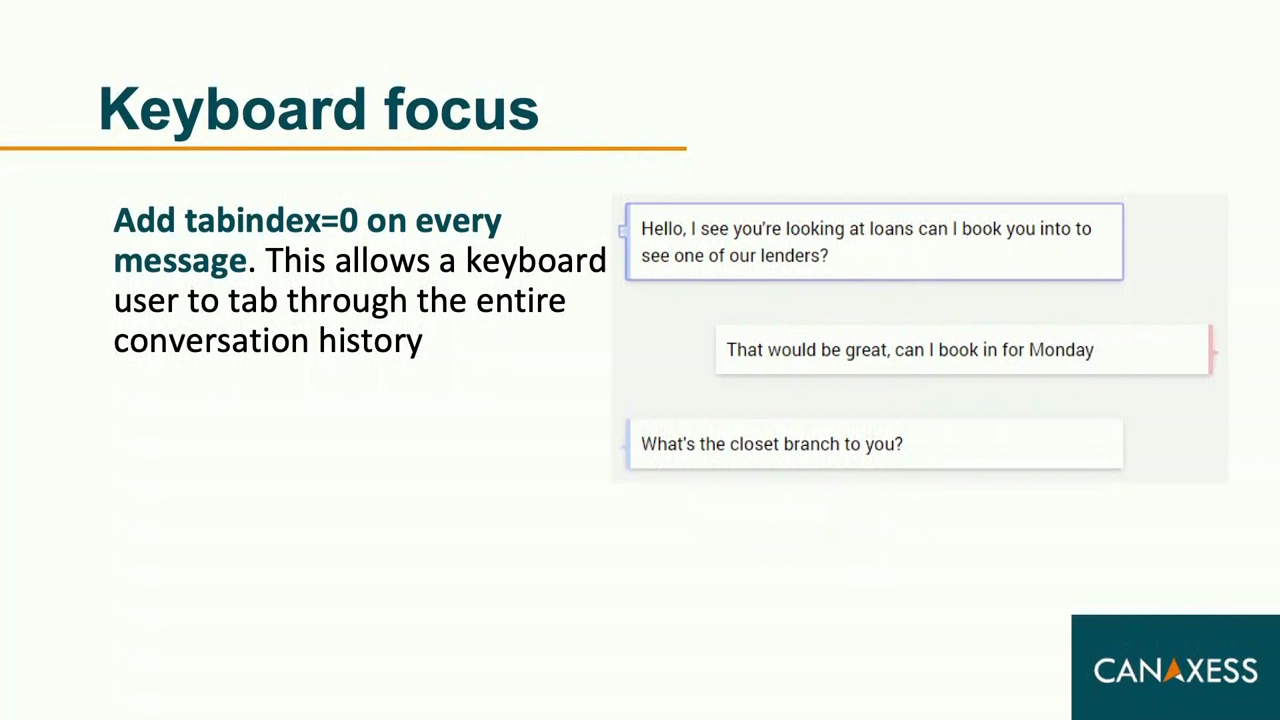 Keyboard focus
Add tabindex=0 on every
message. This allows a keyboard
user to tab through the entire
conversation history
Hello, I see you're looking at loans can I book you into to
see one of our lenders?
That would be great, can I book in for Monday
What's the closet branch to you?
CANAXESS